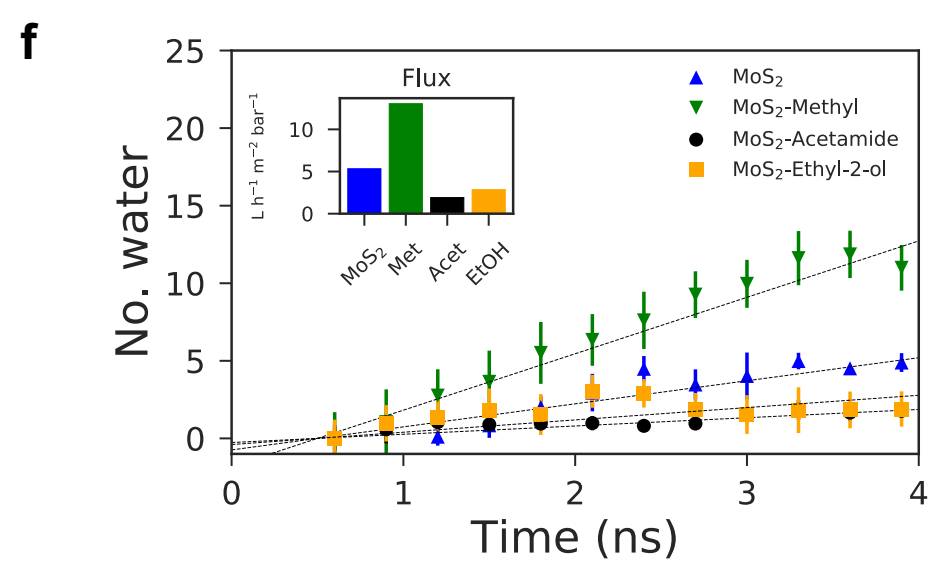 f
No. water
25
20
15
10
5
0
0 1 2 3 4
Time (ns)
Flux
L h⁻¹ m⁻² bar⁻¹
10
5
0
MoS₂ Met Acet EtOH
MoS₂
MoS₂-Methyl
MoS₂-Acetamide
MoS₂-Ethyl-2-ol